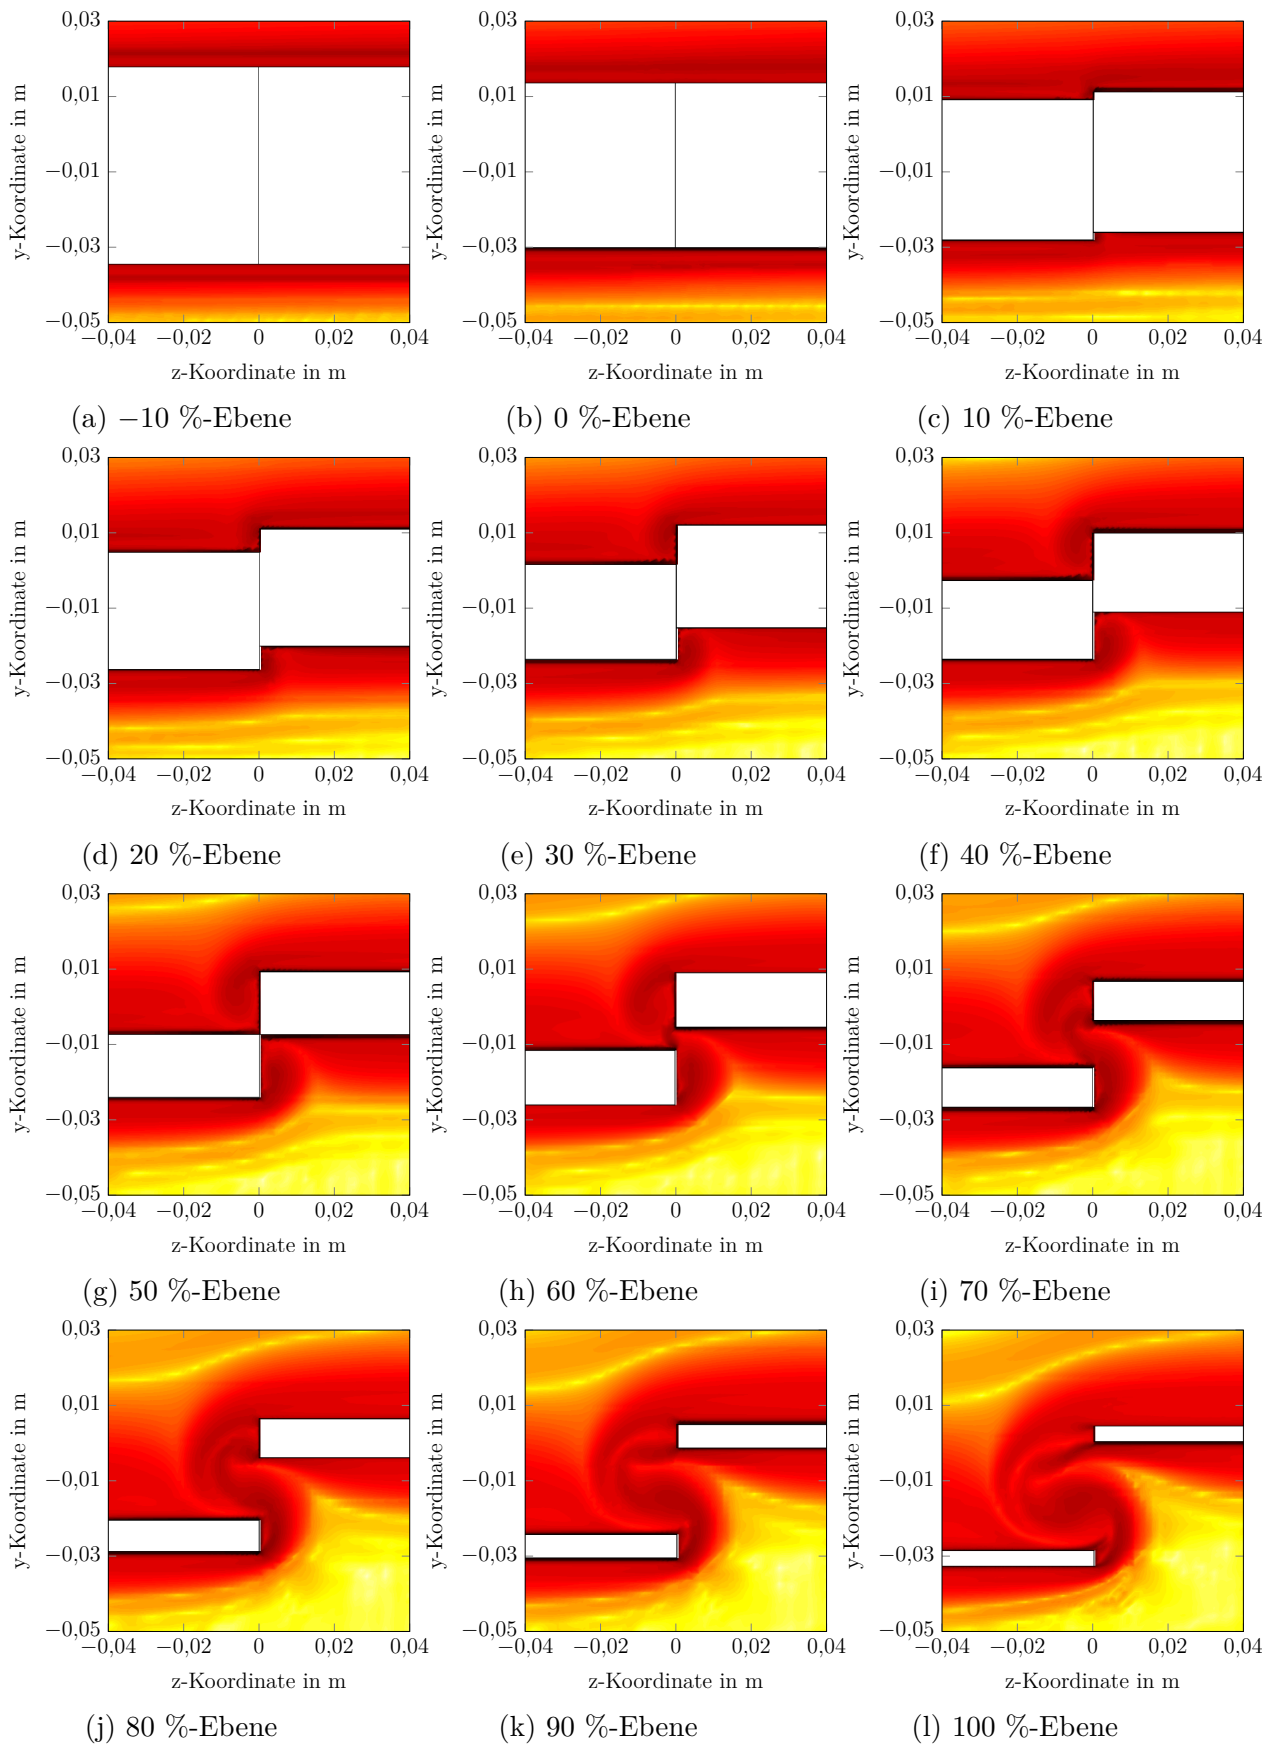 0,03
0,01
−0,01
−0,03
−0,05
y-Koordinate in m
−0,04 −0,02 0 0,02 0,04
z-Koordinate in m
(a) −10 %-Ebene
0,03
0,01
−0,01
−0,03
−0,05
y-Koordinate in m
−0,04 −0,02 0 0,02 0,04
z-Koordinate in m
(b) 0 %-Ebene
0,03
0,01
−0,01
−0,03
−0,05
y-Koordinate in m
−0,04 −0,02 0 0,02 0,04
z-Koordinate in m
(c) 10 %-Ebene
0,03
0,01
−0,01
−0,03
−0,05
y-Koordinate in m
−0,04 −0,02 0 0,02 0,04
z-Koordinate in m
(d) 20 %-Ebene
0,03
0,01
−0,01
−0,03
−0,05
y-Koordinate in m
−0,04 −0,02 0 0,02 0,04
z-Koordinate in m
(e) 30 %-Ebene
0,03
0,01
−0,01
−0,03
−0,05
y-Koordinate in m
−0,04 −0,02 0 0,02 0,04
z-Koordinate in m
(f) 40 %-Ebene
0,03
0,01
−0,01
−0,03
−0,05
y-Koordinate in m
−0,04 −0,02 0 0,02 0,04
z-Koordinate in m
(g) 50 %-Ebene
0,03
0,01
−0,01
−0,03
−0,05
y-Koordinate in m
−0,04 −0,02 0 0,02 0,04
z-Koordinate in m
(h) 60 %-Ebene
0,03
0,01
−0,01
−0,03
−0,05
y-Koordinate in m
−0,04 −0,02 0 0,02 0,04
z-Koordinate in m
(i) 70 %-Ebene
0,03
0,01
−0,01
−0,03
−0,05
y-Koordinate in m
−0,04 −0,02 0 0,02 0,04
z-Koordinate in m
(j) 80 %-Ebene
0,03
0,01
−0,01
−0,03
−0,05
y-Koordinate in m
−0,04 −0,02 0 0,02 0,04
z-Koordinate in m
(k) 90 %-Ebene
0,03
0,01
−0,01
−0,03
−0,05
y-Koordinate in m
−0,04 −0,02 0 0,02 0,04
z-Koordinate in m
(l) 100 %-Ebene